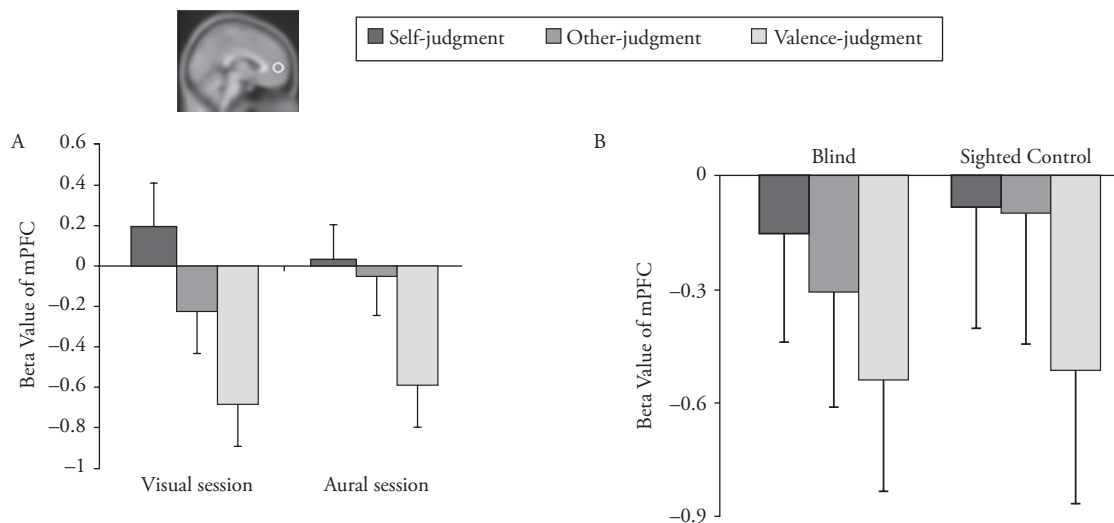 Self-judgment Other-judgment Valence-judgment
A
0.6
0.4
0.2
0
−0.2
−0.4
−0.6
−0.8
−1
Beta Value of mPFC
Visual session Aural session
B
Blind Sighted Control
0
−0.3
−0.6
−0.9
Beta Value of mPFC